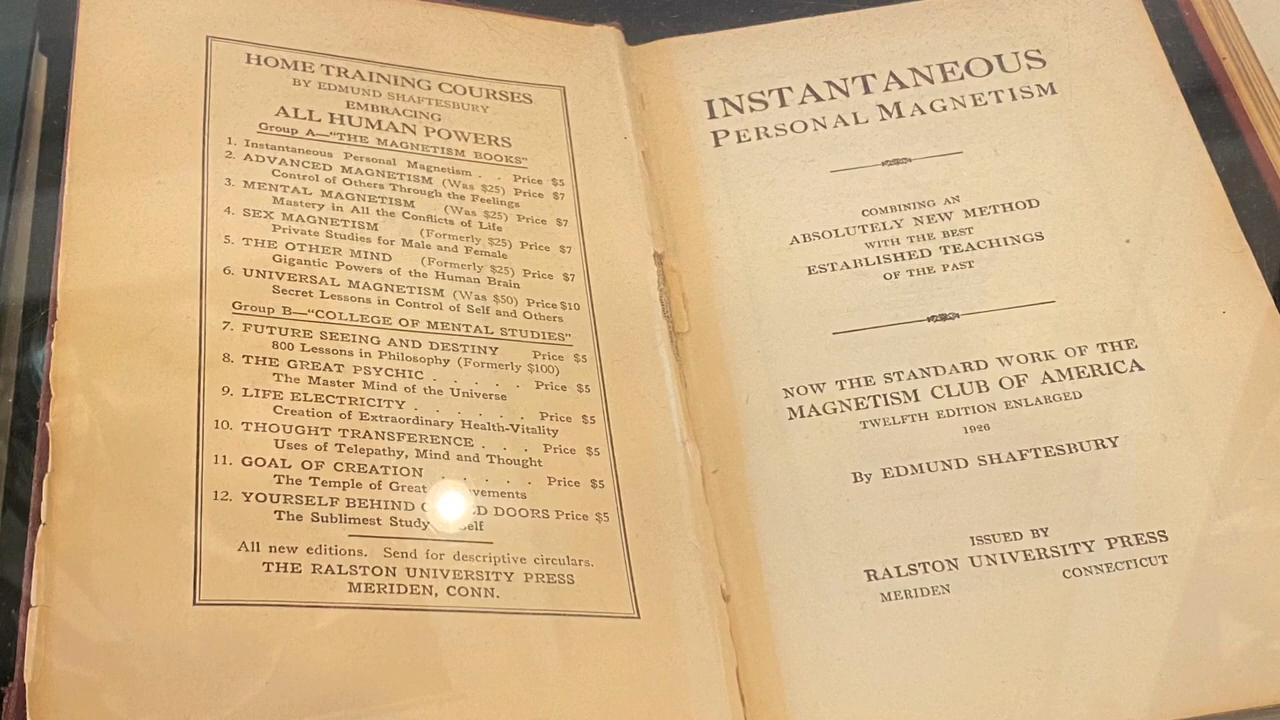 HOME TRAINING COURSES
BY EDMUND SHAFTESBURY
EMBRACING
ALL HUMAN POWERS
Group A—"THE MAGNETISM BOOKS"
1. Instantaneous Personal Magnetism . . Price $5
2. ADVANCED MAGNETISM (Was $25) Price $7
Control of Others Through the Feelings
3. MENTAL MAGNETISM (Was $25) Price $7
Mastery in All the Conflicts of Life
4. SEX MAGNETISM (Formerly $25) Price $7
Private Studies for Male and Female
5. THE OTHER MIND (Formerly $25) Price $7
Gigantic Powers of the Human Brain
6. UNIVERSAL MAGNETISM (Was $50) Price $10
Secret Lessons in Control of Self and Others
Group B—"COLLEGE OF MENTAL STUDIES"
7. FUTURE SEEING AND DESTINY Price $5
800 Lessons in Philosophy (Formerly $100)
8. THE GREAT PSYCHIC . . . . . Price $5
The Master Mind of the Universe
9. LIFE ELECTRICITY . . . . . . Price $5
Creation of Extraordinary Health-Vitality
10. THOUGHT TRANSFERENCE . . . Price $5
Uses of Telepathy, Mind and Thought
11. GOAL OF CREATION . . . . . Price $5
The Temple of Great
12. YOURSELF BEHIND DOORS Price $5
The Sublimest Study
All new editions. Send for descriptive circulars.
THE RALSTON UNIVERSITY PRESS
MERIDEN, CONN.
INSTANTANEOUS
PERSONAL MAGNETISM
COMBINING AN
ABSOLUTELY NEW METHOD
WITH THE BEST
ESTABLISHED TEACHINGS
OF THE PAST
NOW THE STANDARD WORK OF THE
MAGNETISM CLUB OF AMERICA
TWELFTH EDITION ENLARGED
1926
By EDMUND SHAFTESBURY
ISSUED BY
RALSTON UNIVERSITY PRESS
MERIDEN CONNECTICUT